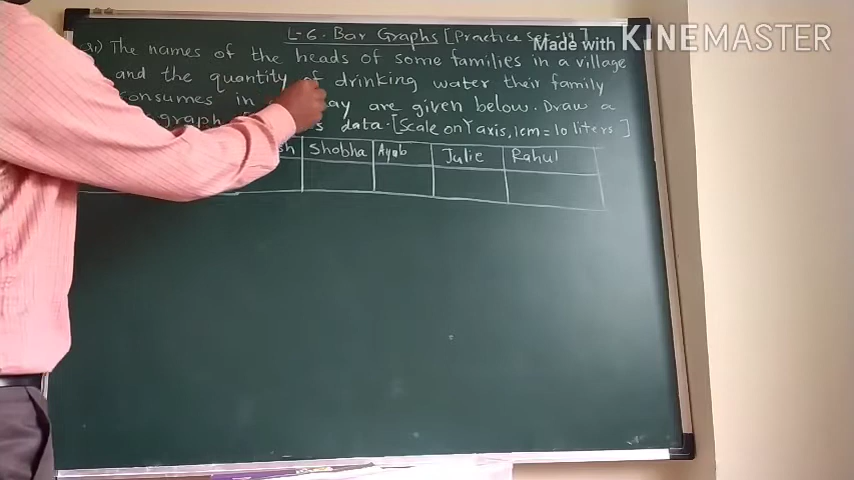 L-6. Bar Graphs [Practice Set-19]
Made with KINEMASTER
The names of the heads of some families in a village
and the quantity of drinking water their family
consumes in are given below. Draw a
graph data. [Scale on Y axis, 1cm = 10 liters]
Shobha Ayub Julie Rahul